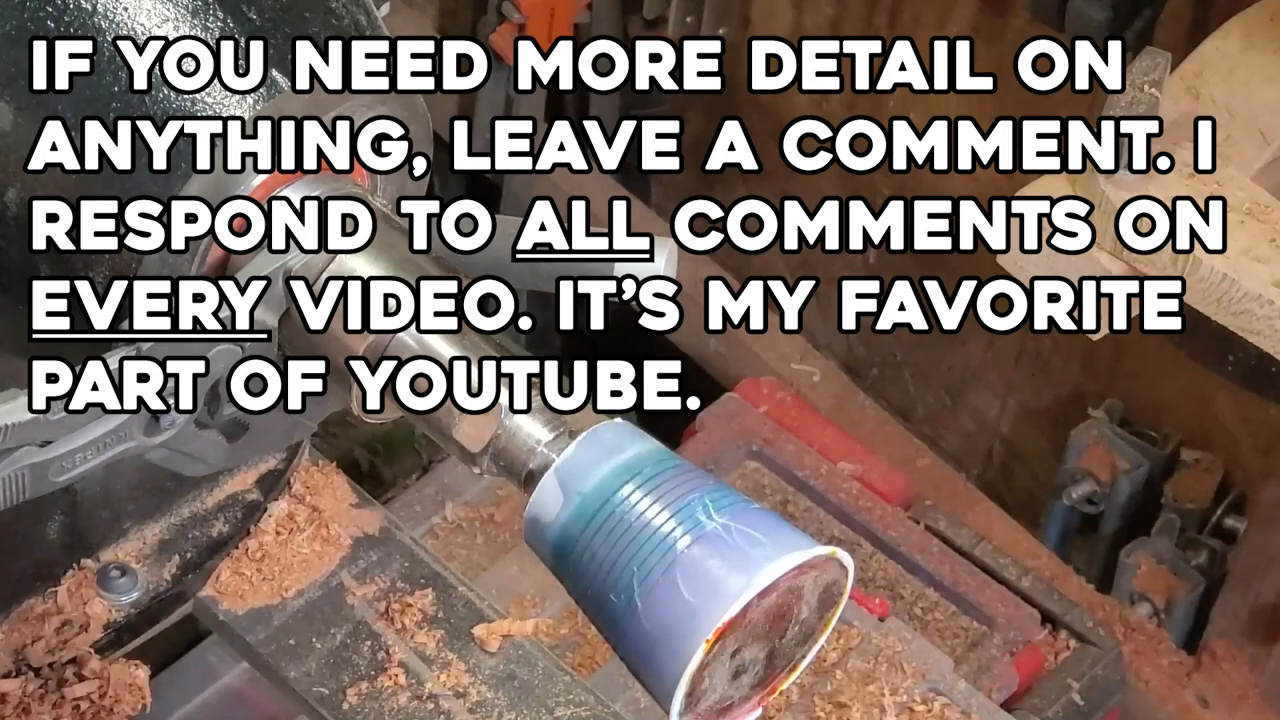 IF YOU NEED MORE DETAIL ON
ANYTHING, LEAVE A COMMENT. I
RESPOND TO ALL COMMENTS ON
EVERY VIDEO. IT'S MY FAVORITE
PART OF YOUTUBE.
KNIPEX